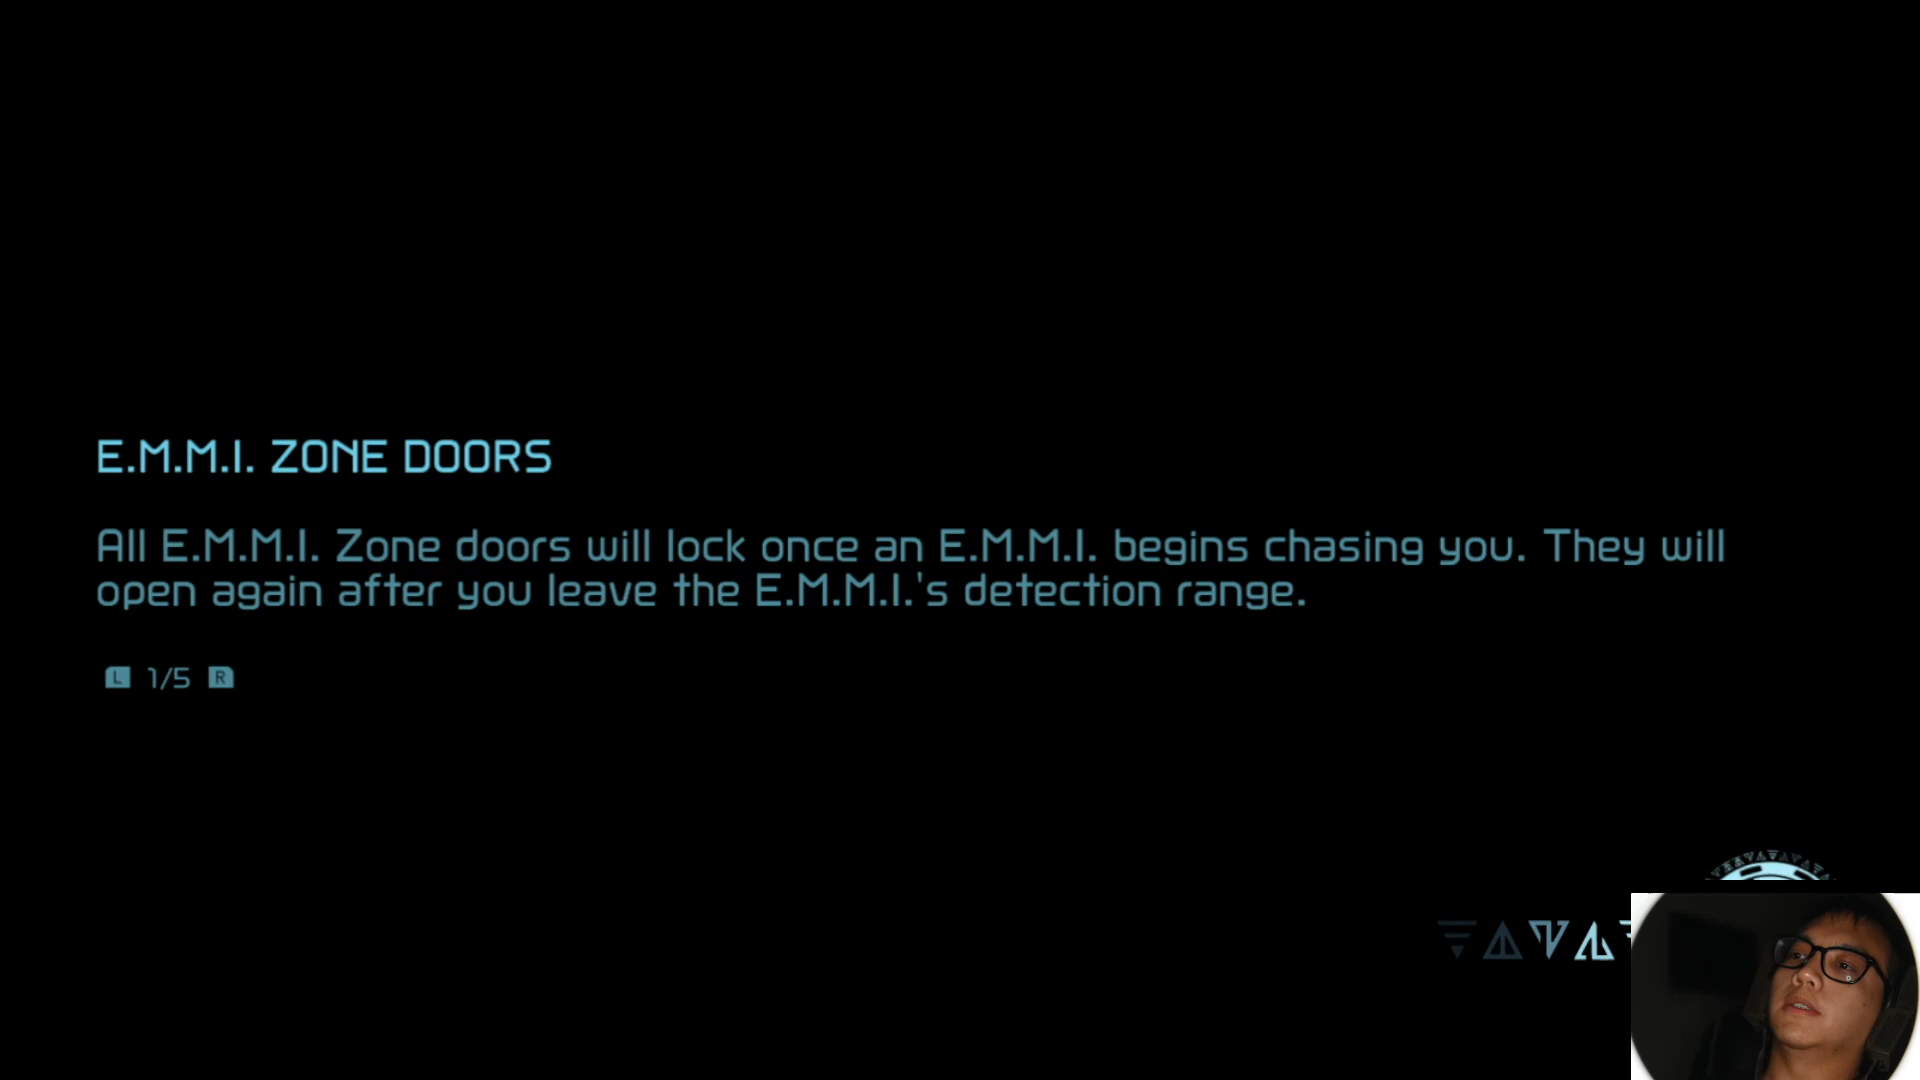 E.M.M.I. ZONE DOORS
All E.M.M.I. Zone doors will lock once an E.M.M.I. begins chasing you. They will
open again after you leave the E.M.M.I.'s detection range.
L 1/5 R